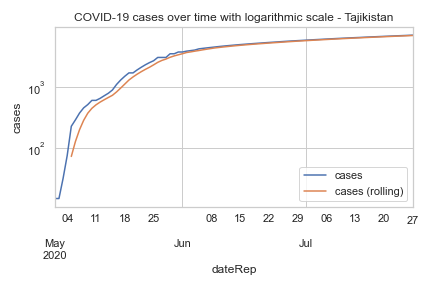 COVID-19 cases over time with logarithmic scale - Tajikistan
cases
10³
10²
cases
cases (rolling)
04 11 18 25 08 15 22 29 06 13 20 27
May Jun Jul
2020
dateRep